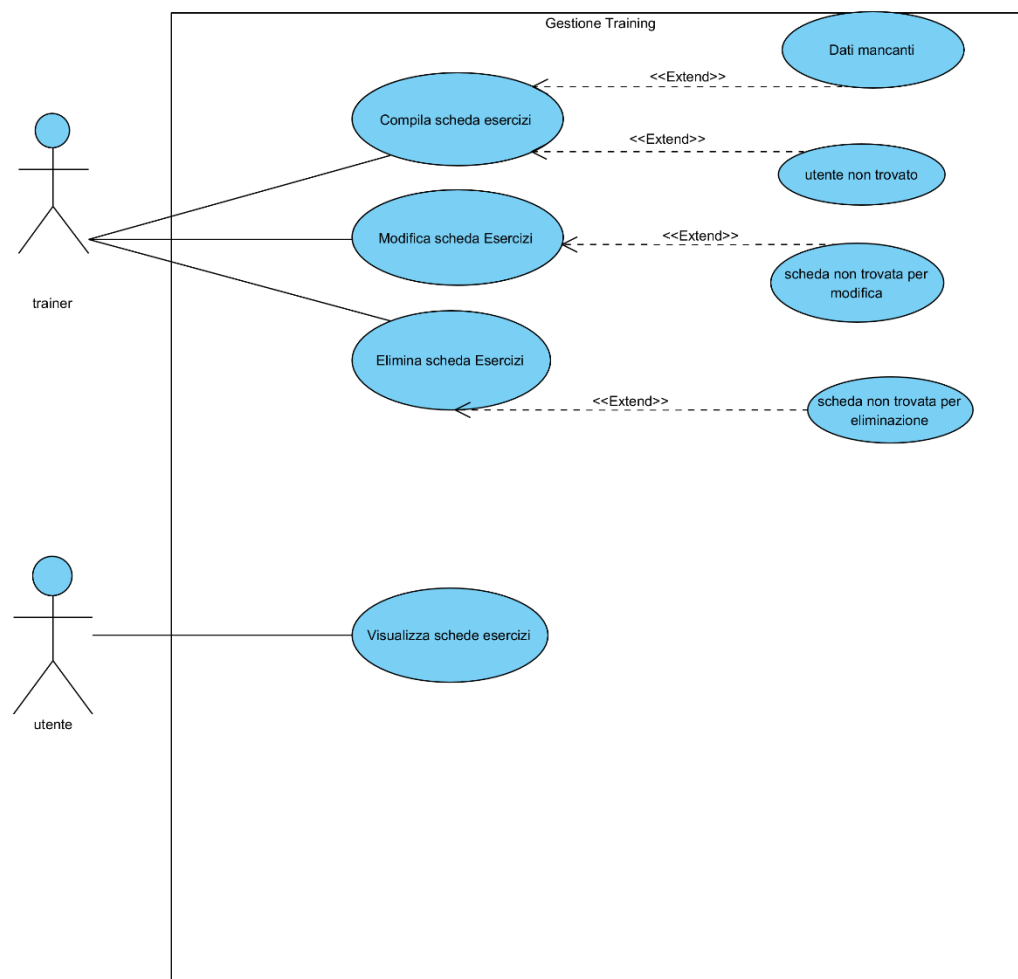 Gestione Training
Dati mancanti
<<Extend>>
Compila scheda esercizi
<<Extend>>
utente non trovato
Modifica scheda Esercizi
<<Extend>>
scheda non trovata per
modifica
trainer
Elimina scheda Esercizi
<<Extend>>
scheda non trovata per
eliminazione
Visualizza schede esercizi
utente